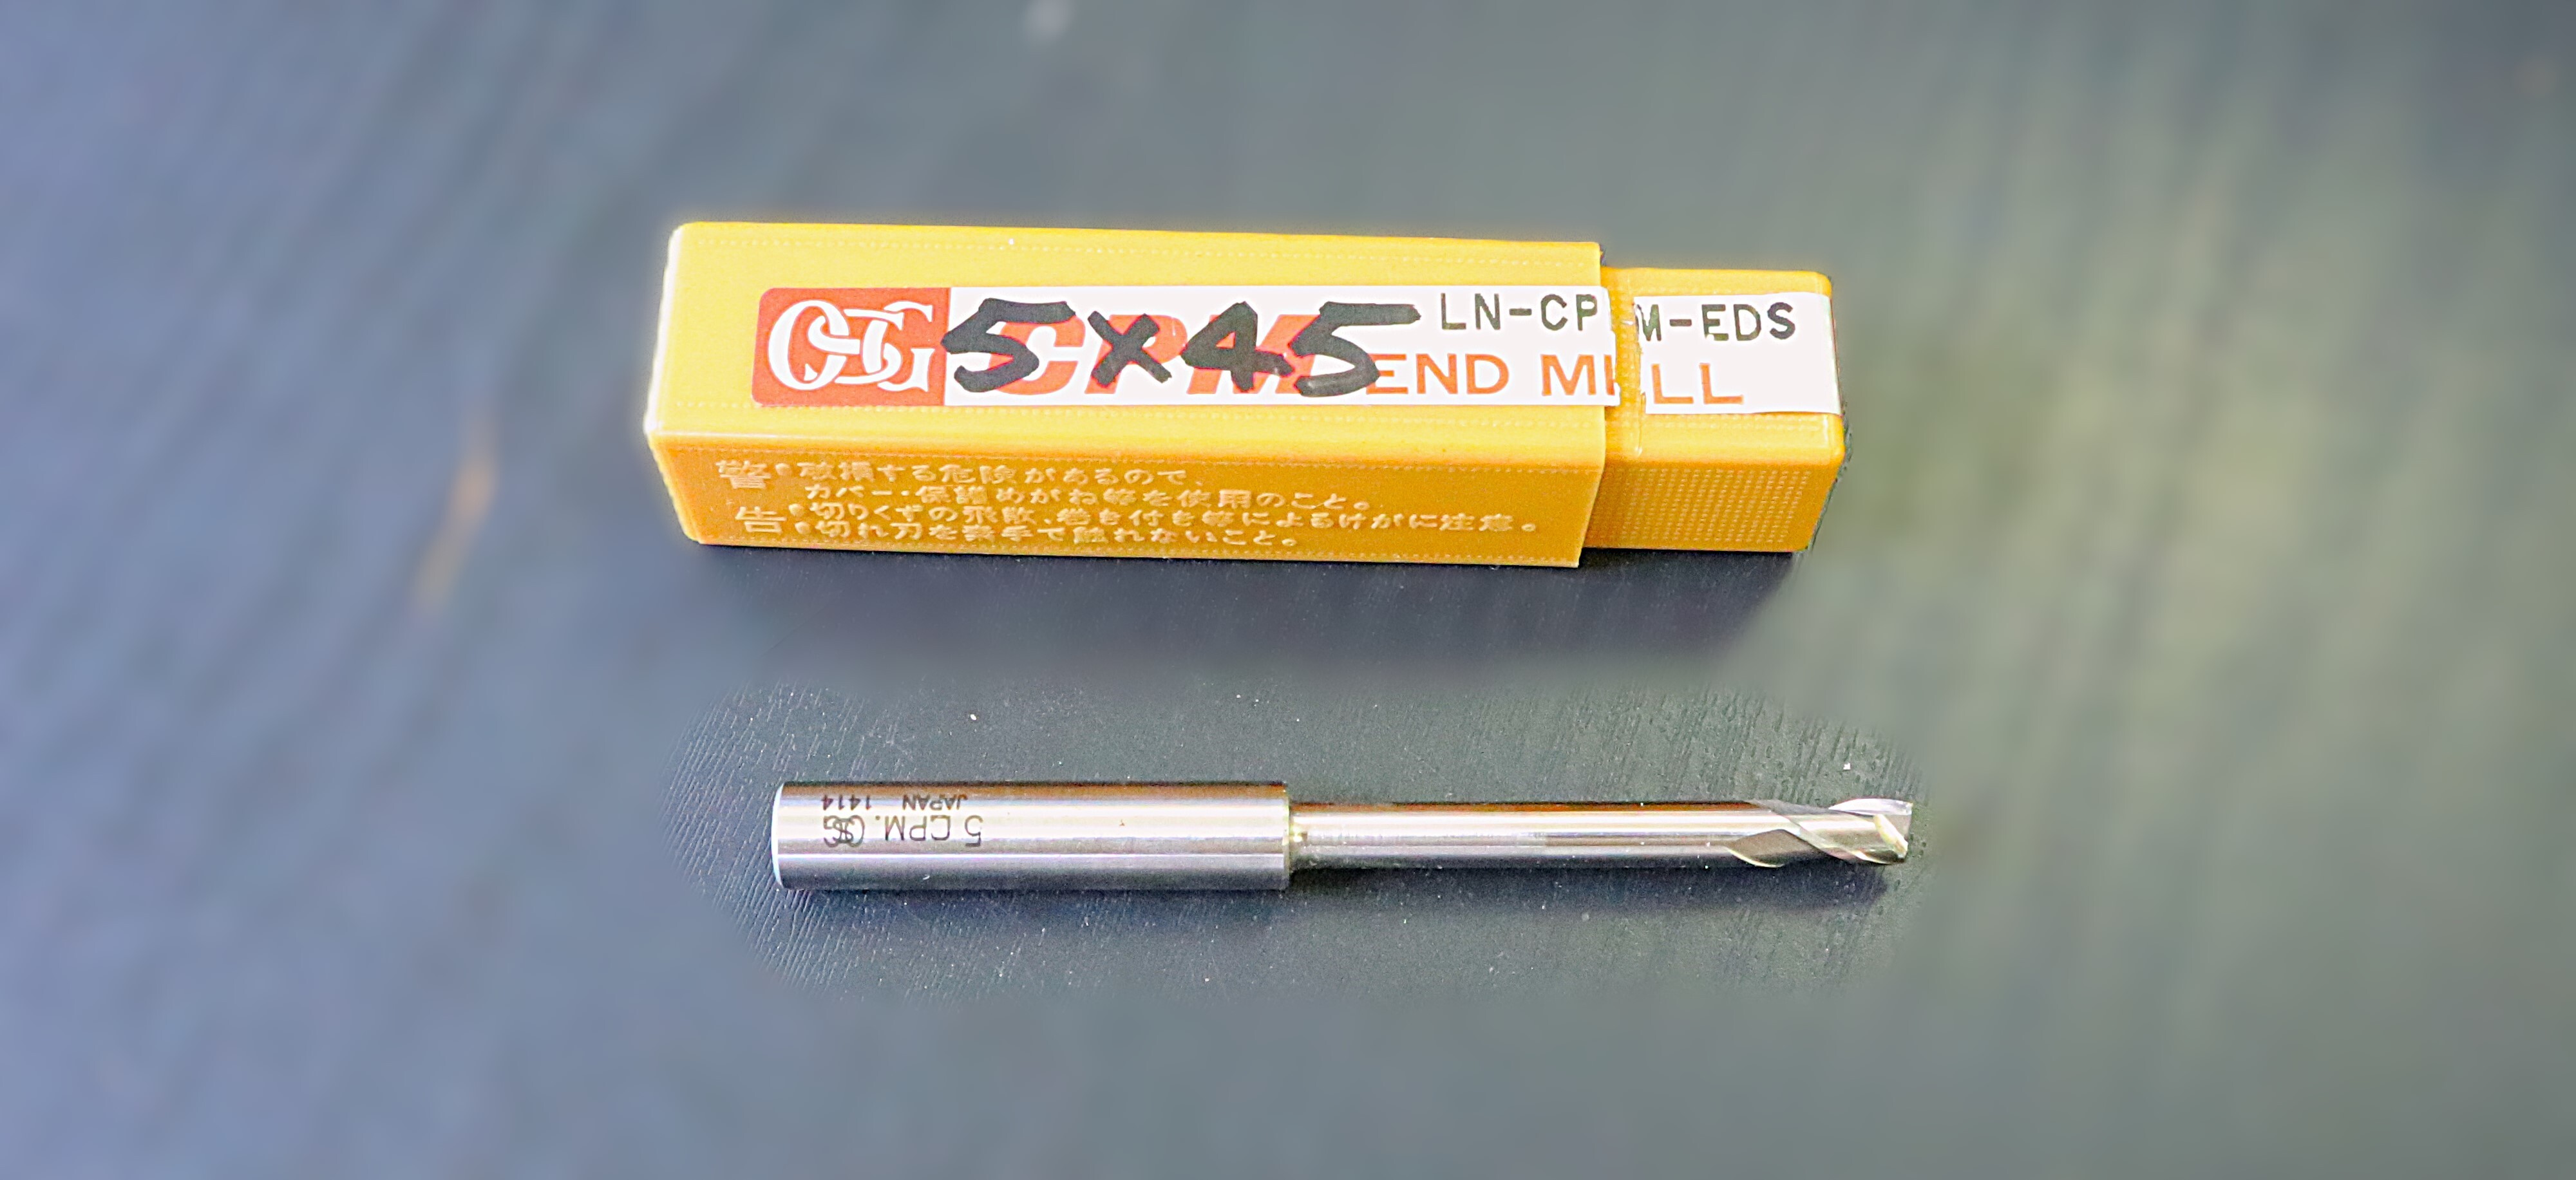 OSG 5×45 LN-CPM-EDS
CPM END MILL
警告
・破損する危険があるので、
カバー・保護めがね等を使用のこと。
・切りくずの飛散、巻き付き等によるけがに注意。
・切れ刃を素手で触れないこと。
5 CPM. OSG
JAPAN 1414